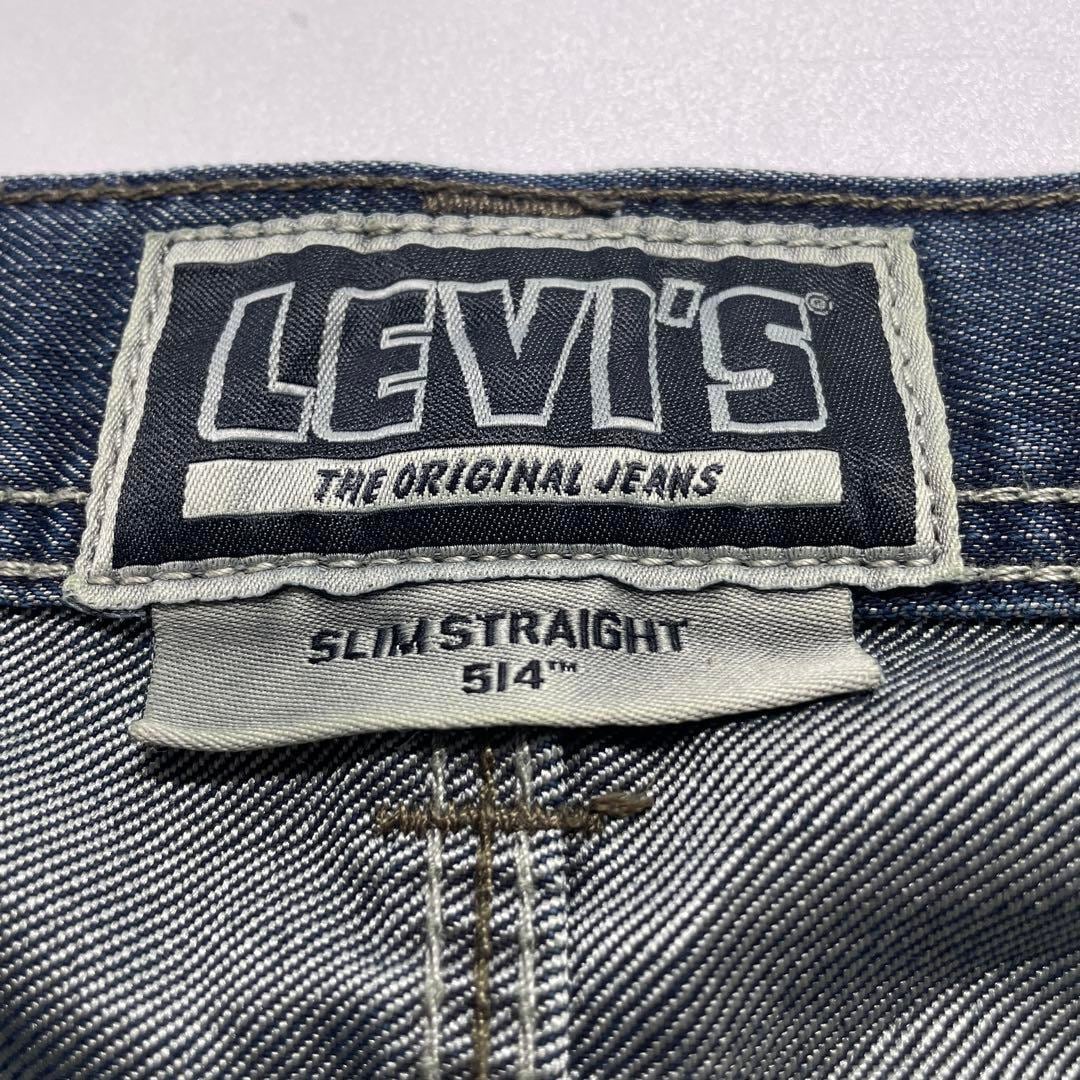 LEVI'S®
THE ORIGINAL JEANS
SLIM STRAIGHT
514™